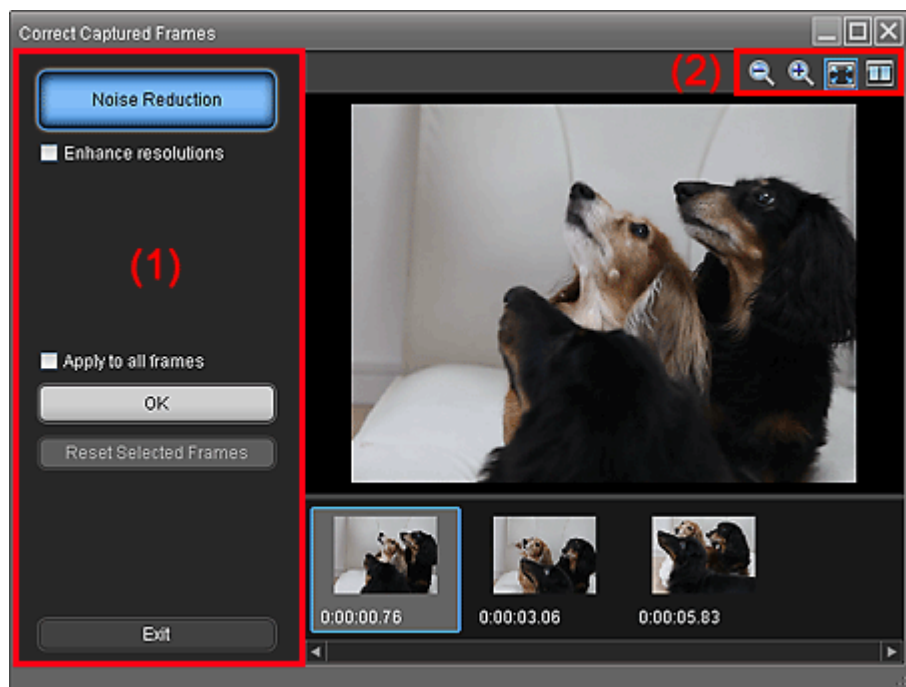 Correct Captured Frames
(2)
Noise Reduction
Enhance resolutions
(1)
Apply to all frames
OK
Reset Selected Frames
0:00:00.76
0:00:03.06
0:00:05.83
Exit